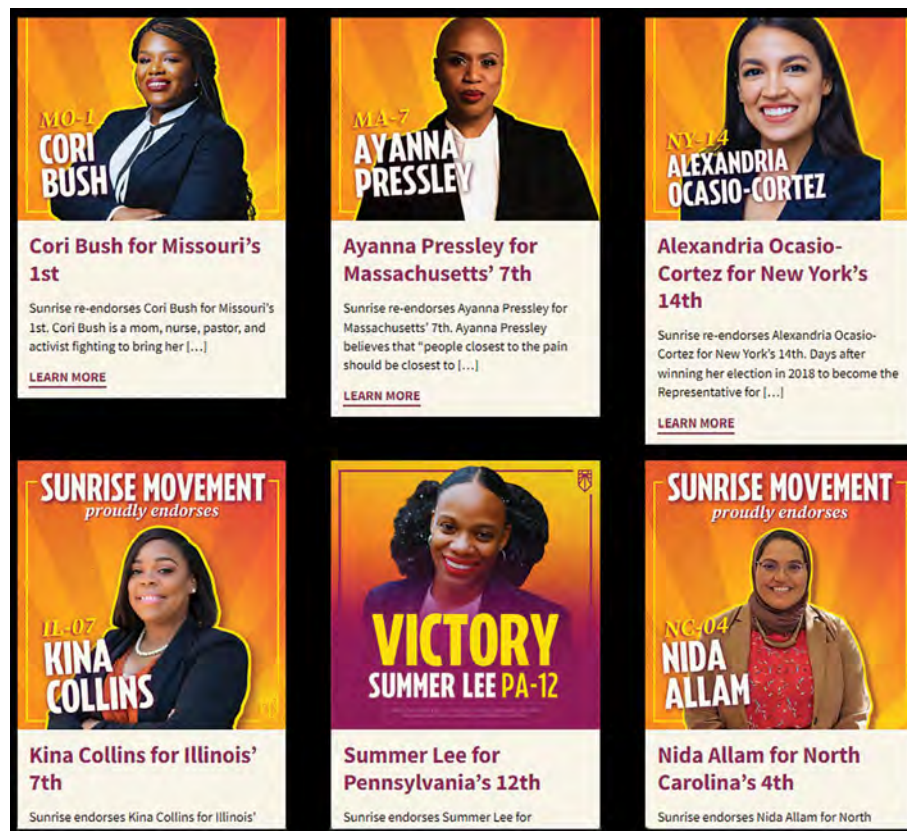 MO-1
CORI
BUSH
Cori Bush for Missouri's
1st
Sunrise re-endorses Cori Bush for Missouri's
1st. Cori Bush is a mom, nurse, pastor, and
activist fighting to bring her [...]
LEARN MORE
MA-7
AYANNA
PRESSLEY
Ayanna Pressley for
Massachusetts' 7th
Sunrise re-endorses Ayanna Pressley for
Massachusetts' 7th. Ayanna Pressley
believes that "people closest to the pain
should be closest to [...]
LEARN MORE
NY-14
ALEXANDRIA
OCASIO-CORTEZ
Alexandria Ocasio-
Cortez for New York's
14th
Sunrise re-endorses Alexandria Ocasio-
Cortez for New York's 14th. Days after
winning her election in 2018 to become the
Representative for [...]
LEARN MORE
SUNRISE MOVEMENT
proudly endorses
IL-07
KINA
COLLINS
Kina Collins for Illinois'
7th
Sunrise endorses Kina Collins for Illinois'
VICTORY
SUMMER LEE PA-12
Summer Lee for
Pennsylvania's 12th
Sunrise endorses Summer Lee for
SUNRISE MOVEMENT
proudly endorses
NC-04
NIDA
ALLAM
Nida Allam for North
Carolina's 4th
Sunrise endorses Nida Allam for North